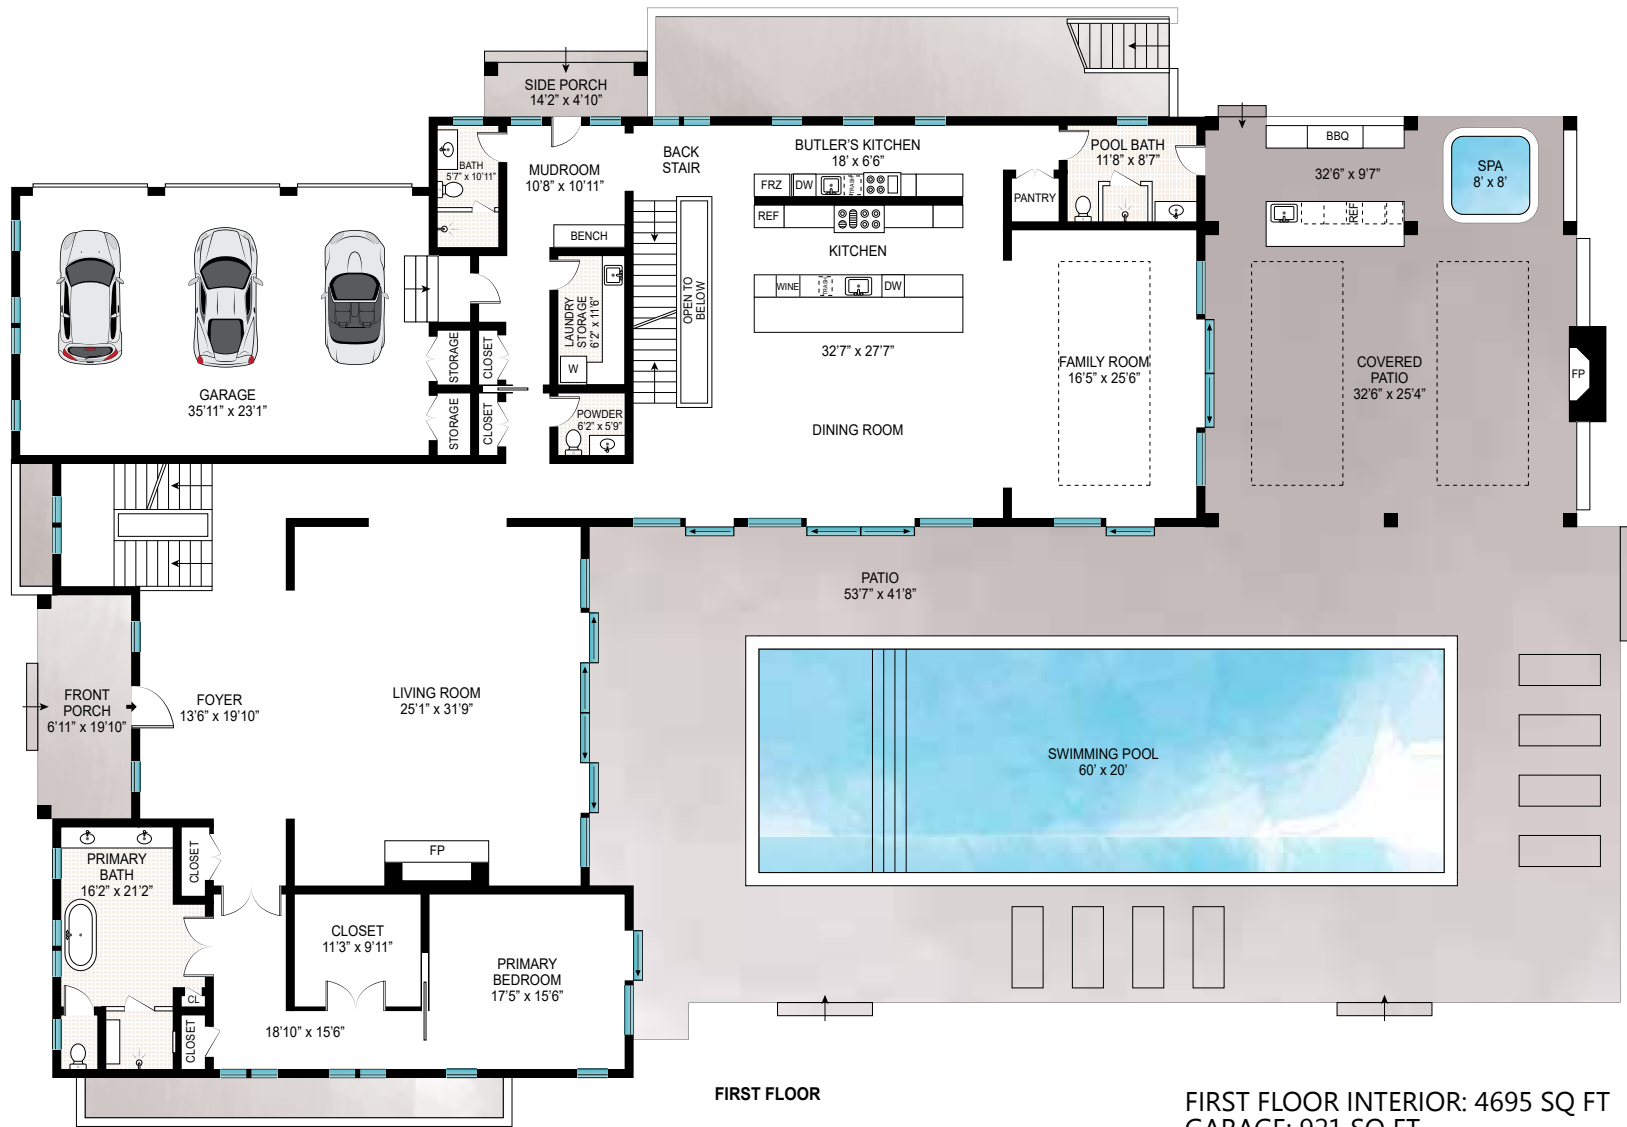 SIDE PORCH
14'2" x 4'10"
BATH
5'7" x 10'11"
MUDROOM
10'8" x 10'11"
BACK
STAIR
BUTLER'S KITCHEN
18' x 6'6"
FRZ
DW
TRASH
REF
KITCHEN
WINE
TRASH
DW
32'7" x 27'7"
DINING ROOM
PANTRY
POOL BATH
11'8" x 8'7"
BBQ
32'6" x 9'7"
REF
SPA
8' x 8'
BENCH
LAUNDRY
STORAGE
6'2" x 11'6"
W
OPEN TO
BELOW
STORAGE
CLOSET
STORAGE
CLOSET
POWDER
6'2" x 5'9"
GARAGE
35'11" x 23'1"
FAMILY ROOM
16'5" x 25'6"
COVERED
PATIO
32'6" x 25'4"
FP
PATIO
53'7" x 41'8"
FRONT
PORCH
6'11" x 19'10"
FOYER
13'6" x 19'10"
LIVING ROOM
25'1" x 31'9"
SWIMMING POOL
60' x 20'
FP
PRIMARY
BATH
16'2" x 21'2"
CLOSET
CLOSET
11'3" x 9'11"
PRIMARY
BEDROOM
17'5" x 15'6"
CL
CLOSET
18'10" x 15'6"
FIRST FLOOR
FIRST FLOOR INTERIOR: 4695 SQ FT
GARAGE: 921 SQ FT